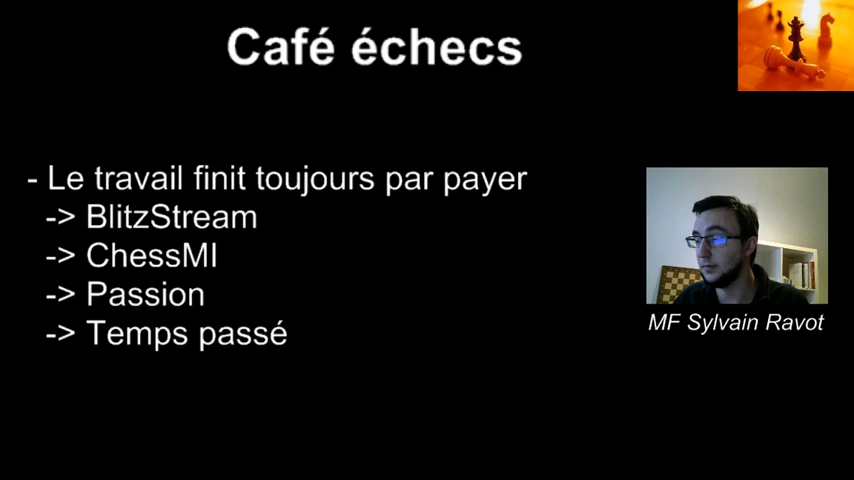 Café échecs
- Le travail finit toujours par payer
-> BlitzStream
-> ChessMI
-> Passion
-> Temps passé
MF Sylvain Ravot